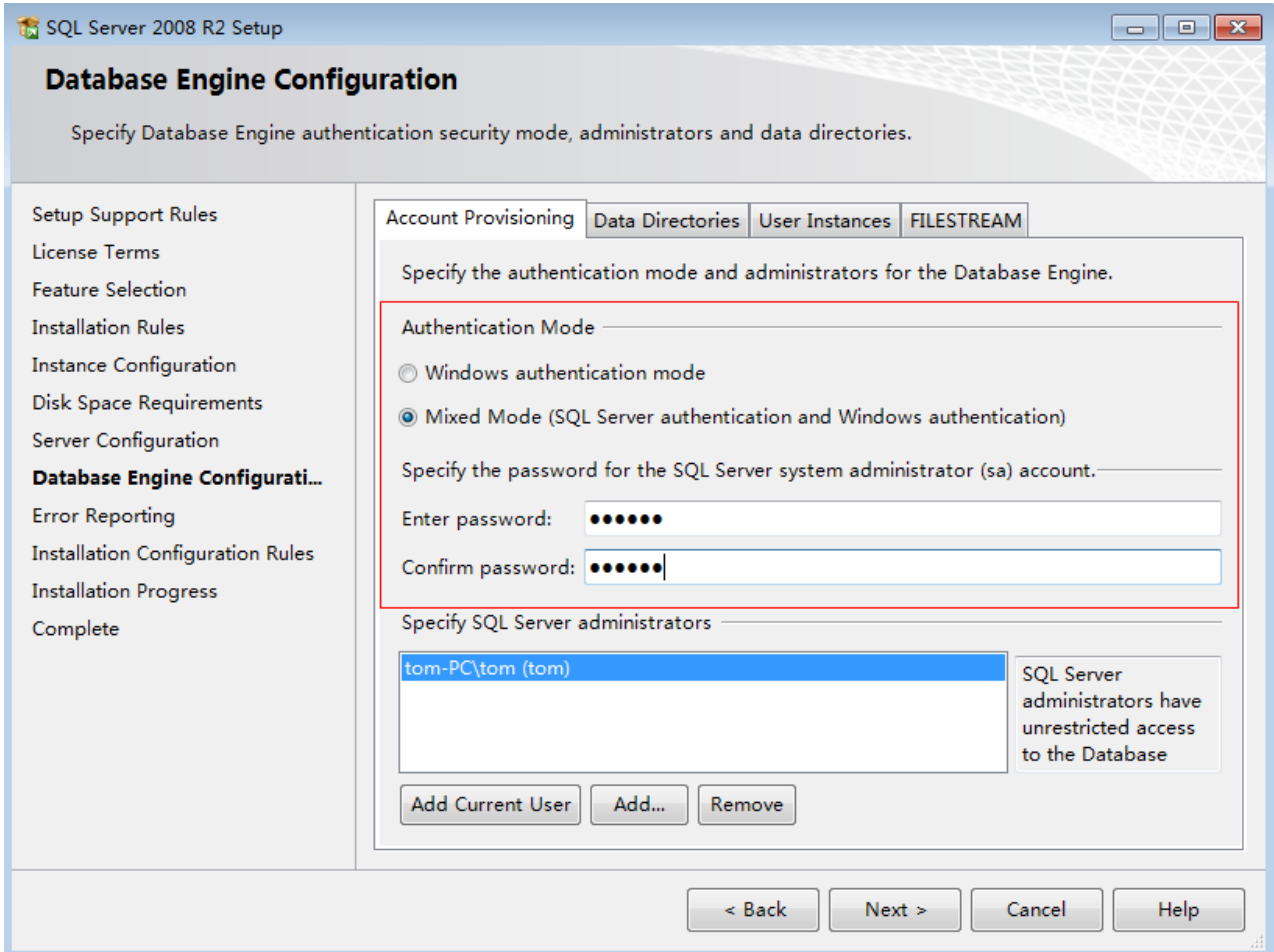 SQL Server 2008 R2 Setup
Database Engine Configuration
Specify Database Engine authentication security mode, administrators and data directories.
Setup Support Rules
License Terms
Feature Selection
Installation Rules
Instance Configuration
Disk Space Requirements
Server Configuration
Database Engine Configurati...
Error Reporting
Installation Configuration Rules
Installation Progress
Complete
Account Provisioning Data Directories User Instances FILESTREAM
Specify the authentication mode and administrators for the Database Engine.
Authentication Mode
Windows authentication mode
Mixed Mode (SQL Server authentication and Windows authentication)
Specify the password for the SQL Server system administrator (sa) account.
Enter password: ●●●●●●
Confirm password: ●●●●●●
Specify SQL Server administrators
tom-PC\tom (tom)
SQL Server
administrators have
unrestricted access
to the Database
Add Current User Add... Remove
< Back Next > Cancel Help